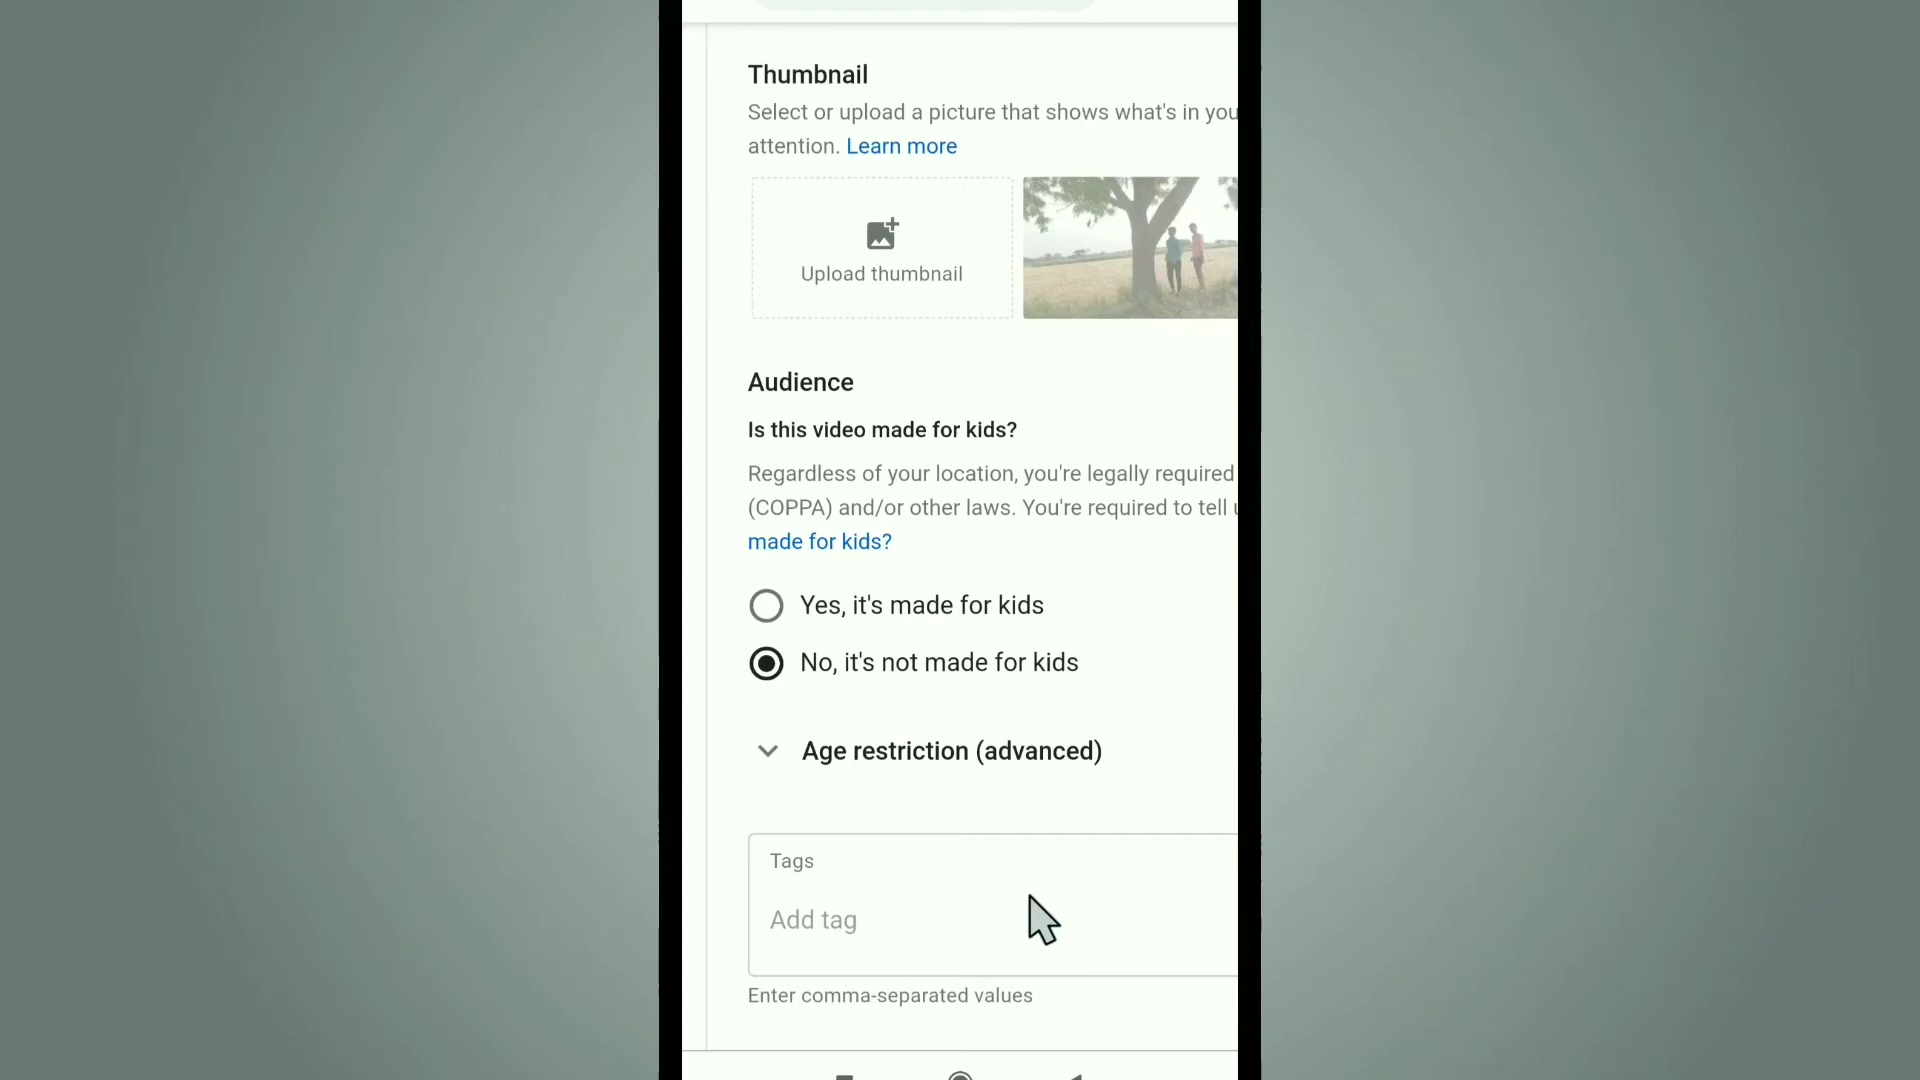 Thumbnail
Select or upload a picture that shows what's in you
attention. Learn more
Upload thumbnail
Audience
Is this video made for kids?
Regardless of your location, you're legally required
(COPPA) and/or other laws. You're required to tell
made for kids?
Yes, it's made for kids
No, it's not made for kids
Age restriction (advanced)
Tags
Add tag
Enter comma-separated values